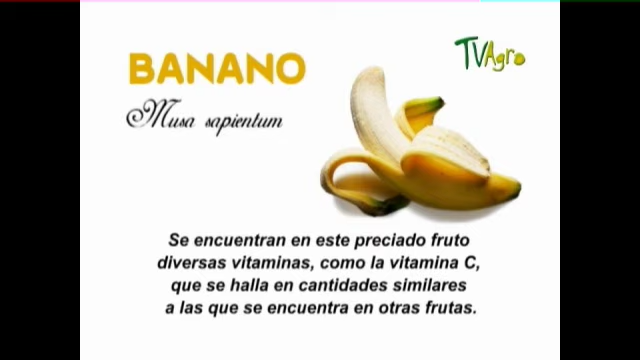 BANANO
TVAgro
Musa sapientum
Se encuentran en este preciado fruto
diversas vitaminas, como la vitamina C,
que se halla en cantidades similares
a las que se encuentra en otras frutas.